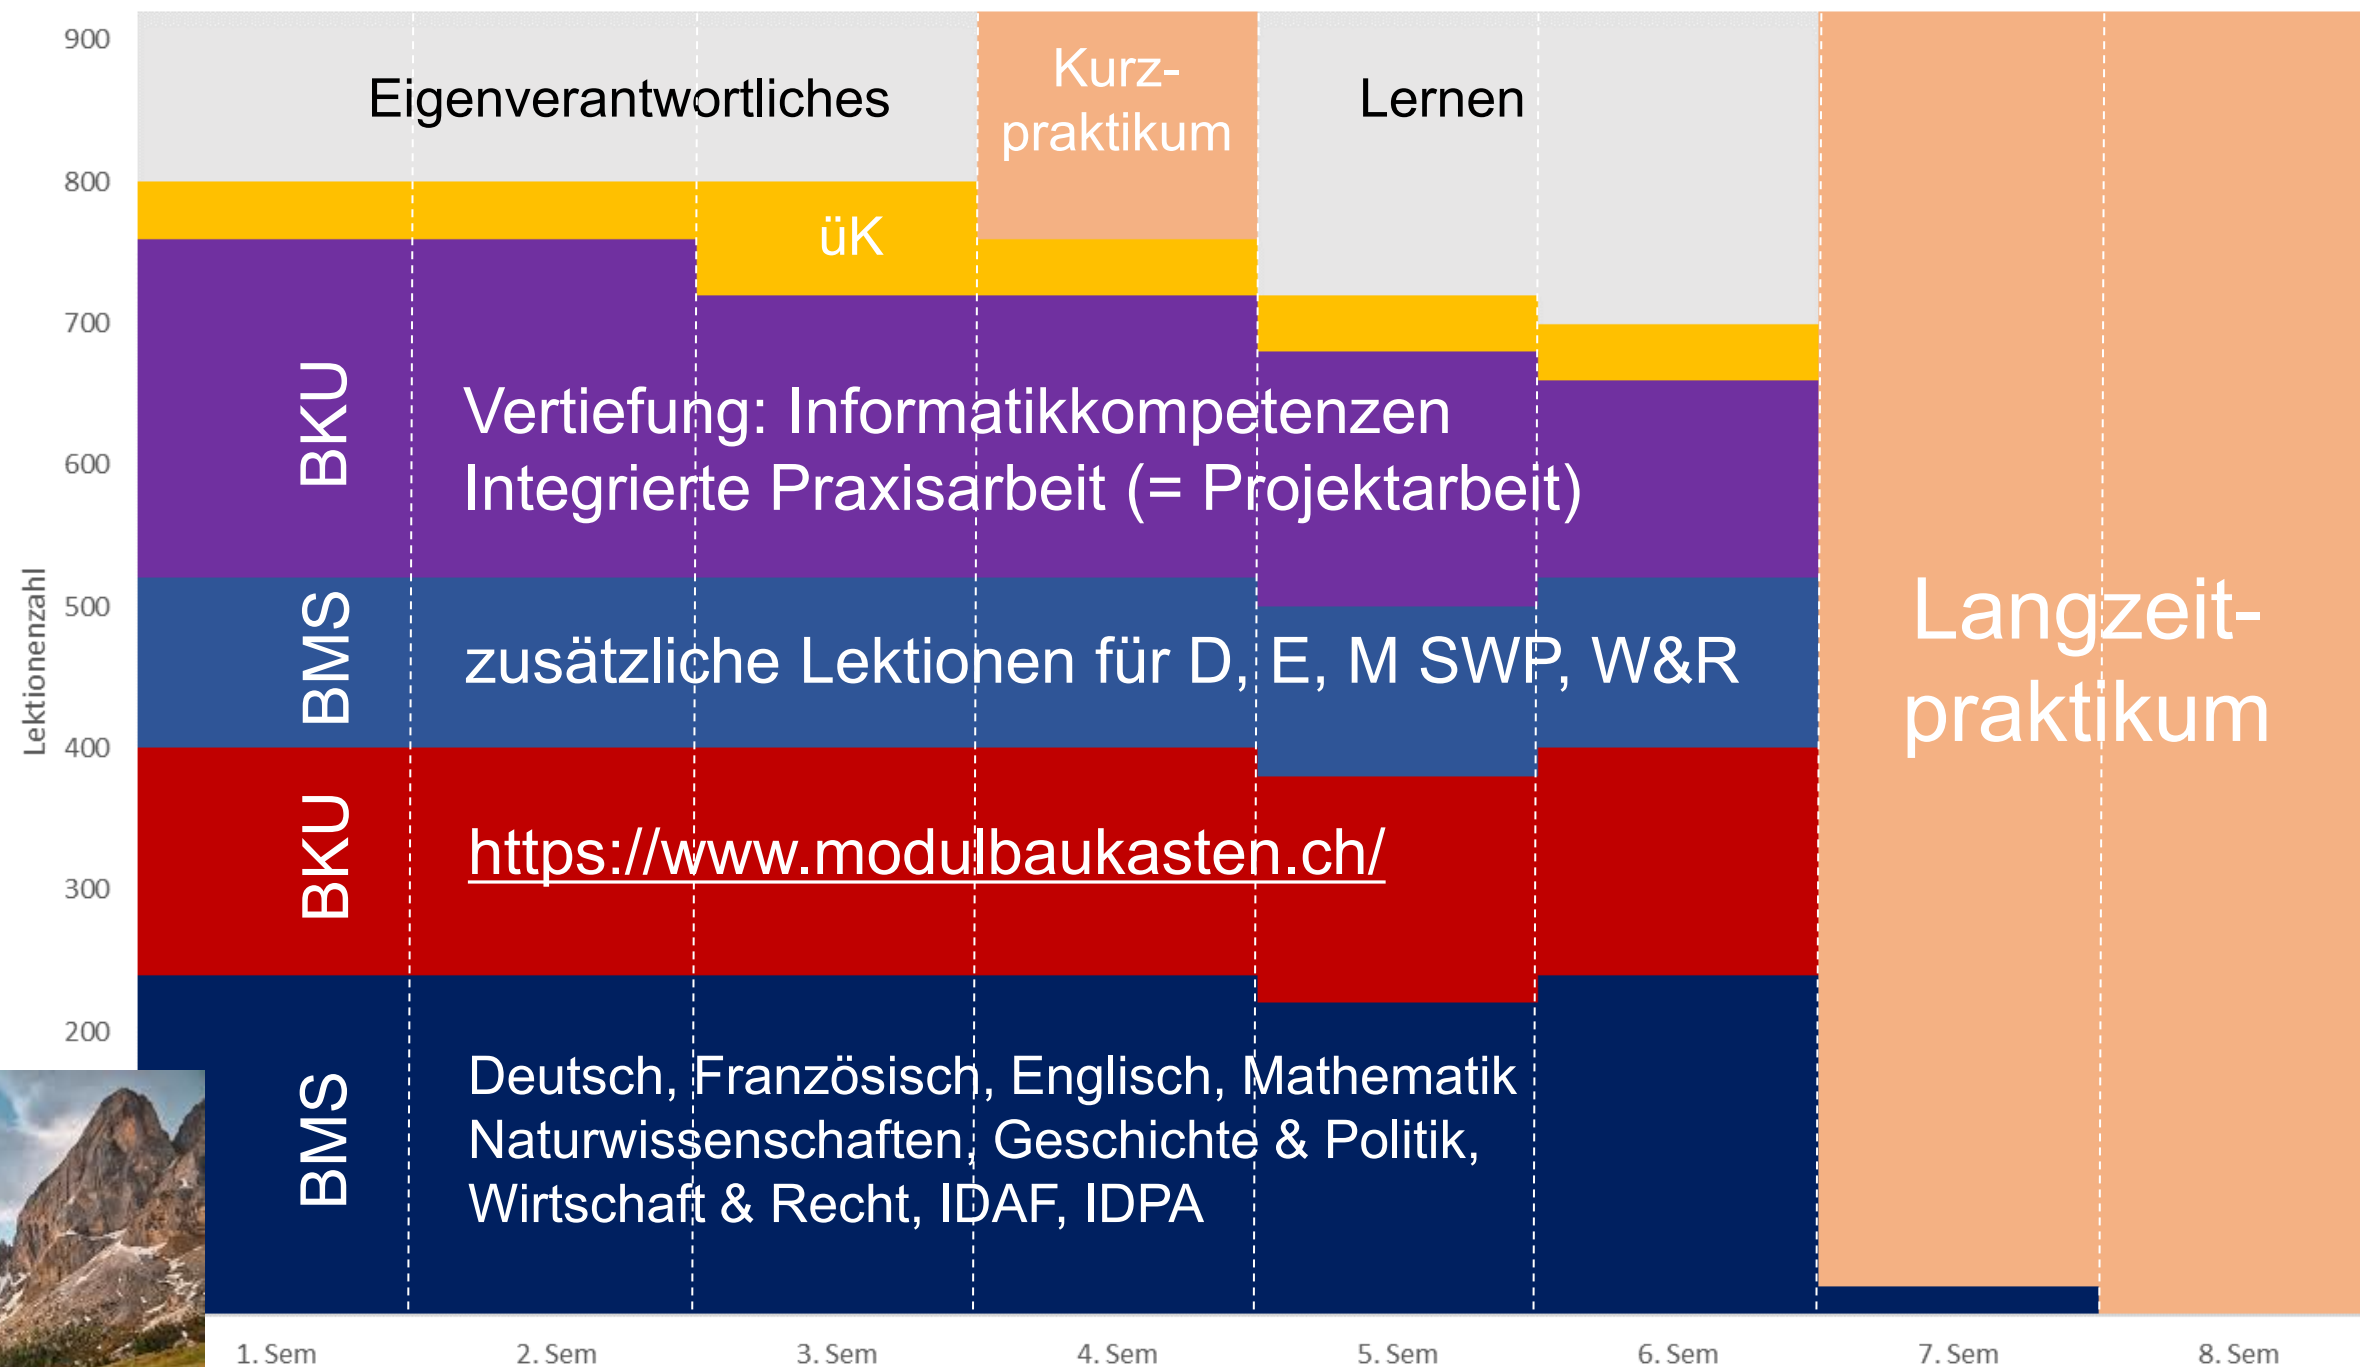 900
Eigenverantwortliches
Kurz-
praktikum
Lernen
800
üK
700
BKU
Vertiefung: Informatikkompetenzen
Integrierte Praxisarbeit (= Projektarbeit)
600
Lektionenzahl
500
BMS
zusätzliche Lektionen für D, E, M SWP, W&R
Langzeit-
praktikum
400
BKU
https://www.modulbaukasten.ch/
300
200
BMS
Deutsch, Französisch, Englisch, Mathematik
Naturwissenschaften, Geschichte & Politik,
Wirtschaft & Recht, IDAF, IDPA
1. Sem
2. Sem
3. Sem
4. Sem
5. Sem
6. Sem
7. Sem
8. Sem